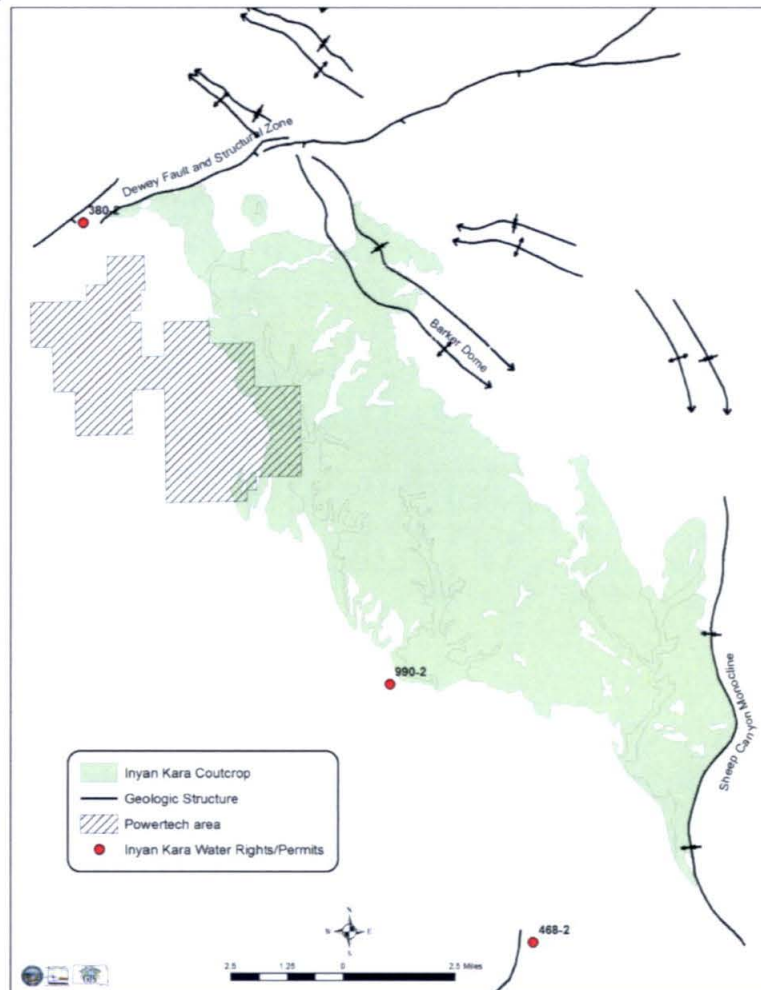 Dewey Fault and Structural Zone
380-2
Barker Dome
990-2
Sheep Canyon Monocline
Inyan Kara Coutcrop
Geologic Structure
Powertech area
Inyan Kara Water Rights/Permits
N
E
468-2
2.5 1.25 0 2.5 Miles